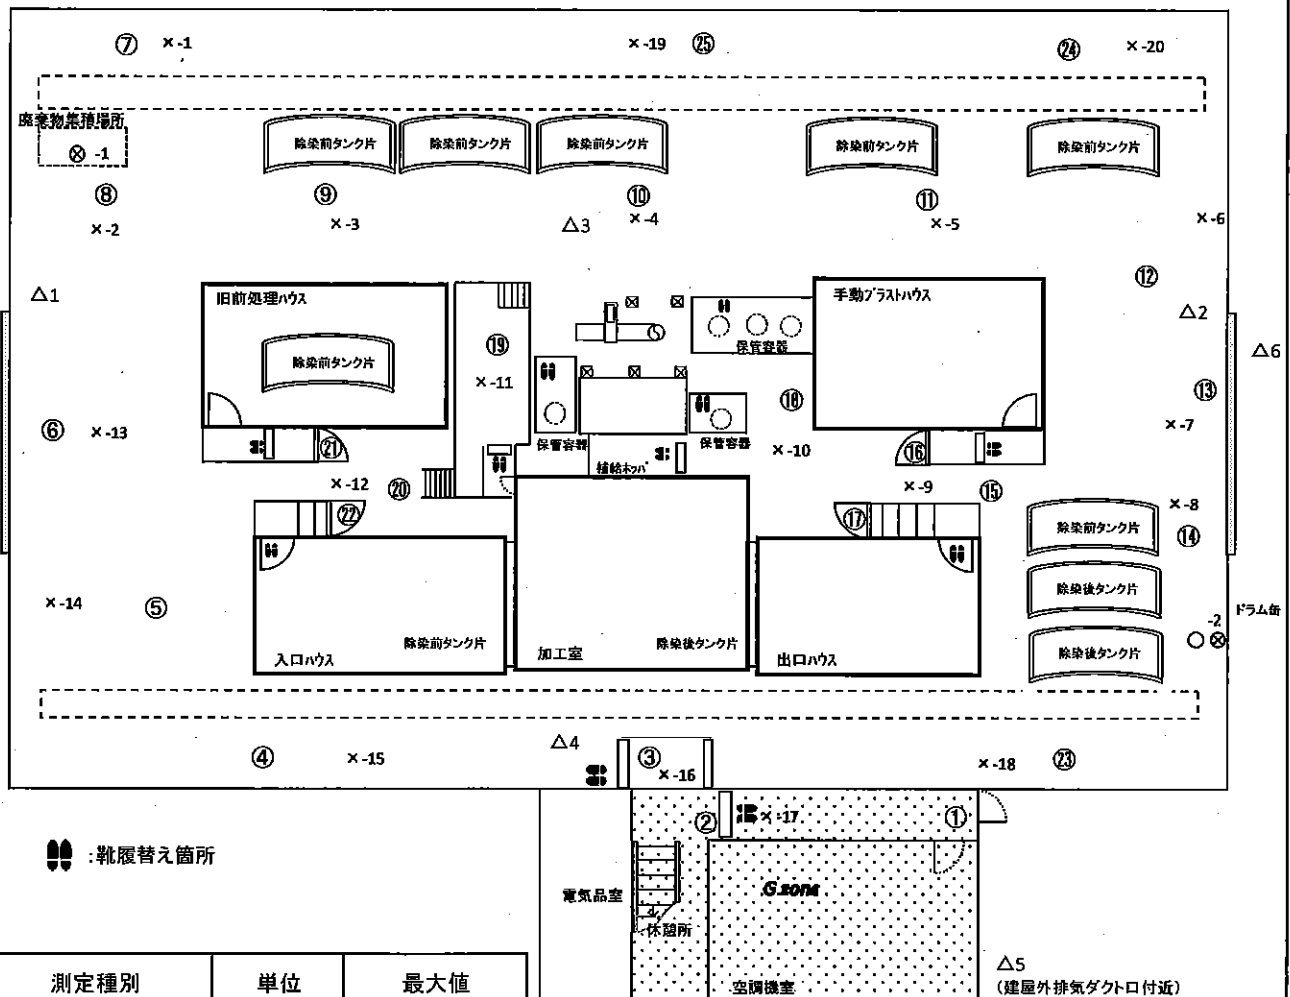 ⑦ ×-1 ×-19 ㉕ ㉔ ×-20
廃棄物集積場所
⊗ -1
除染前タンク片 除染前タンク片 除染前タンク片 除染前タンク片 除染前タンク片
⑧ ⑨ ⑩ ⑪
×-2 ×-3 △3 ×-4 ×-5 ×-6
⑫
△1 旧前処理ハウス 手動ブラストハウス
△2
⑲ 保管容器 △6
除染前タンク片
×-11 ⑬
⑱
⑥ ×-13 ×-7
保管容器 保管容器
㉑ ×-10 ⑯
補給ホッパ
×-12 ⑳ ×-9 ⑮
×-8
㉒ ⑰ 除染前タンク片 ⑭
除染後タンク片
×-14 ⑤ ドラム缶
-2
除染前タンク片 除染後タンク片 除染後タンク片 ○⊗
入口ハウス 加工室 出口ハウス
④ ×-15 △4 ③ ×-16 ×-18 ㉓
② ×-17 ①
:靴履替え箇所
電気品室 G zone
休憩所
測定種別 単位 最大値
空調機室
△5
(建屋外排気ダクト口付近)